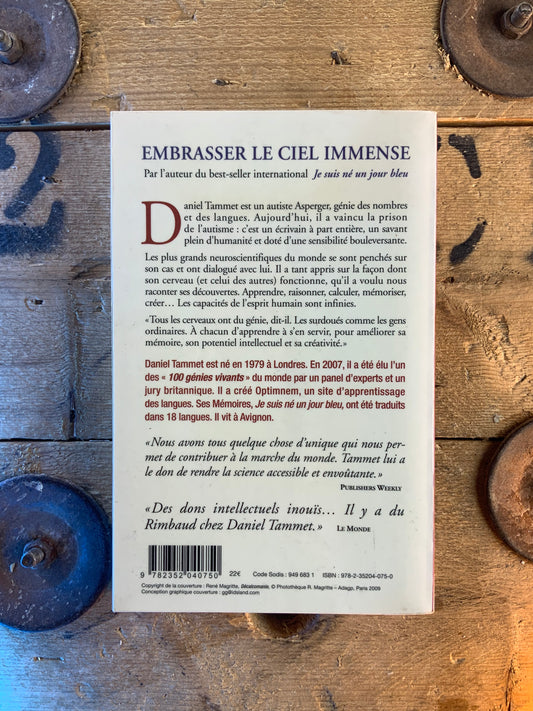 2
EMBRASSER LE CIEL IMMENSE
Par l'auteur du best-seller international Je suis né un jour bleu
Daniel Tammet est un autiste Asperger, génie des nombres
et des langues. Aujourd'hui, il a vaincu la prison
de l'autisme : c'est un écrivain à part entière, un savant
plein d'humanité et doté d'une sensibilité bouleversante.
Les plus grands neuroscientifiques du monde se sont penchés sur
son cas et ont dialogué avec lui. Il a tant appris sur la façon dont
son cerveau (et celui des autres) fonctionne, qu'il a voulu nous
raconter ses découvertes. Apprendre, raisonner, calculer, mémoriser,
créer… Les capacités de l'esprit humain sont infinies.
«Tous les cerveaux ont du génie, dit-il. Les surdoués comme les gens
ordinaires. À chacun d'apprendre à s'en servir, pour améliorer sa
mémoire, son potentiel intellectuel et sa créativité.»
Daniel Tammet est né en 1979 à Londres. En 2007, il a été élu l'un
des « 100 génies vivants » du monde par un panel d'experts et un
jury britannique. Il a créé Optimnem, un site d'apprentissage
des langues. Ses Mémoires, Je suis né un jour bleu, ont été traduits
dans 18 langues. Il vit à Avignon.
«Nous avons tous quelque chose d'unique qui nous per-
met de contribuer à la marche du monde. Tammet lui a
le don de rendre la science accessible et envoûtante.»
PUBLISHERS WEEKLY
« Des dons intellectuels inouïs… Il y a du
Rimbaud chez Daniel Tammet.» LE MONDE
9 782352 040750 22€ Code Sodis : 949 683 1 ISBN : 978-2-35204-075-0
Copyright de la couverture : René Magritte, Décalcomanie, © Photothèque R. Magritte – Adagp, Paris 2009
Conception graphique couverture : gg@idsland.com